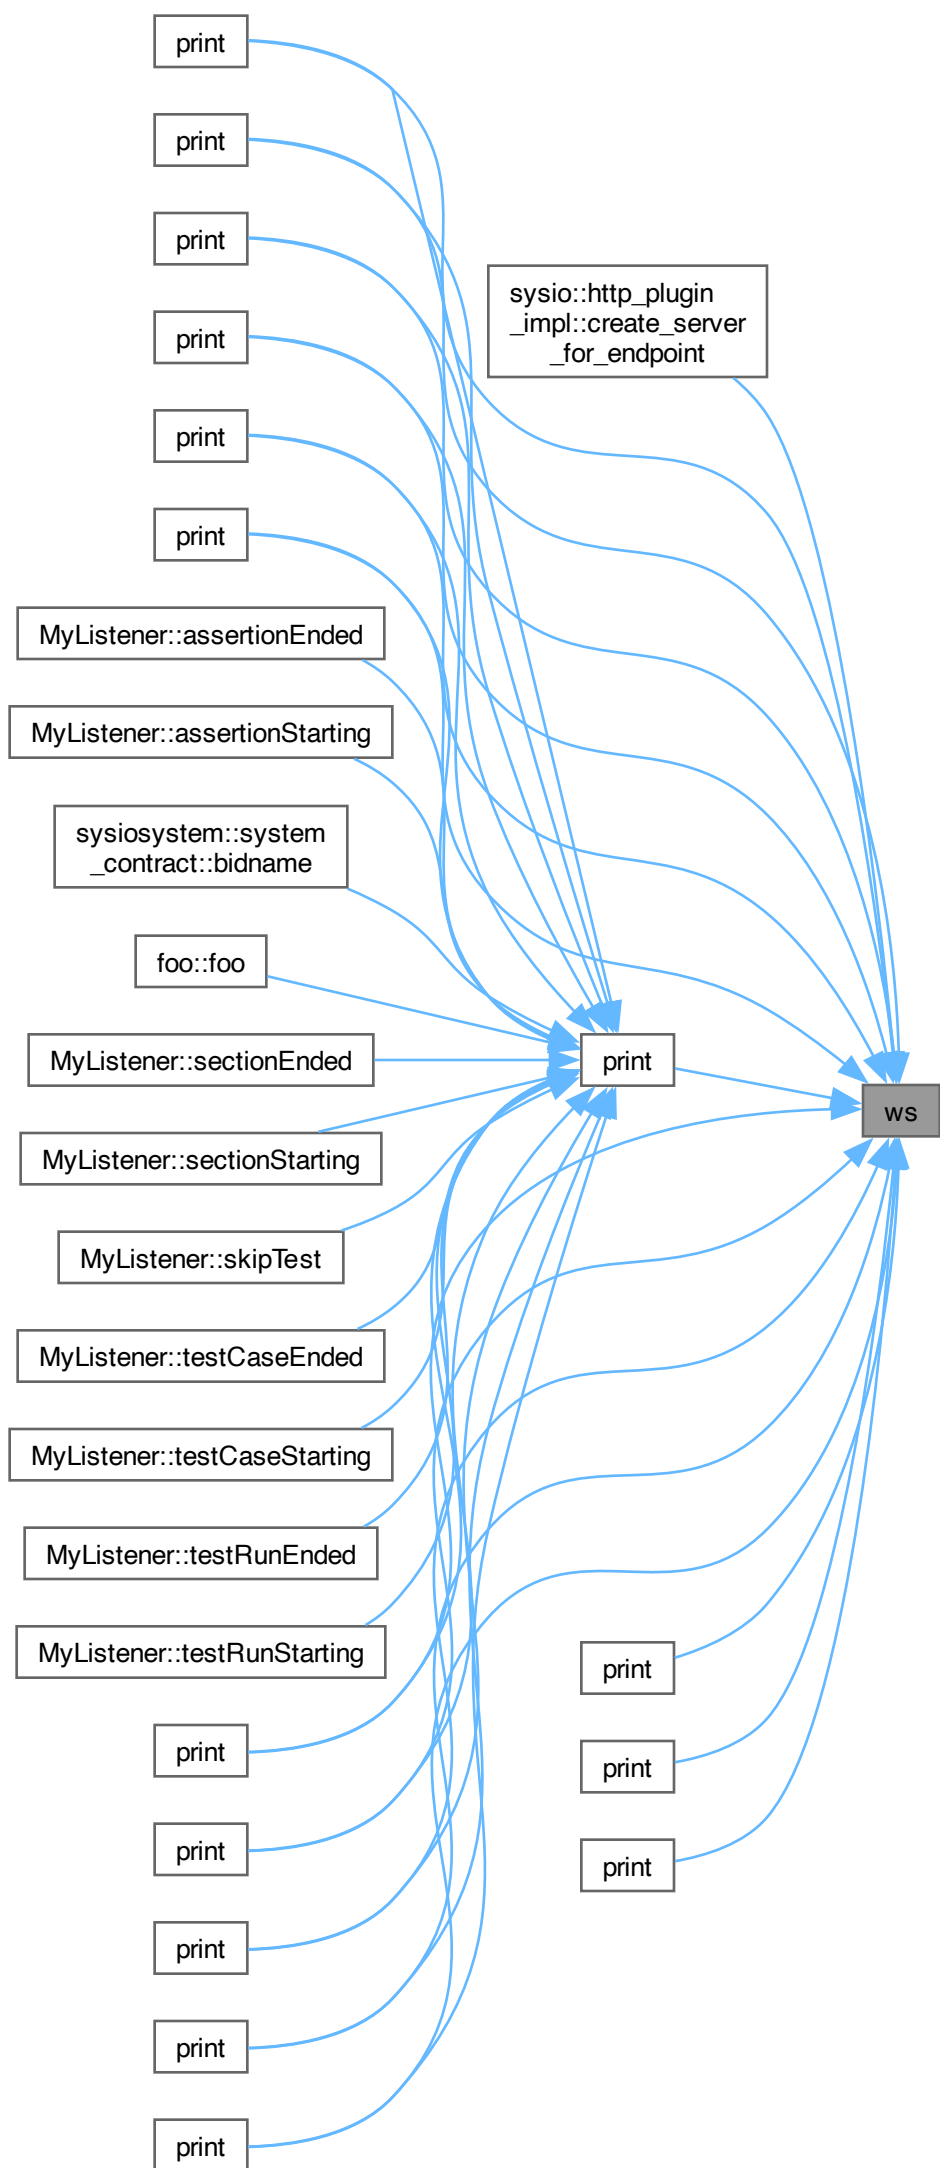 print
print
print
print
print
print
MyListener::assertionEnded
MyListener::assertionStarting
sysiosystem::system
_contract::bidname
foo::foo
MyListener::sectionEnded
MyListener::sectionStarting
MyListener::skipTest
MyListener::testCaseEnded
MyListener::testCaseStarting
MyListener::testRunEnded
MyListener::testRunStarting
print
print
print
print
print
sysio::http_plugin
_impl::create_server
_for_endpoint
print
print
print
print
ws